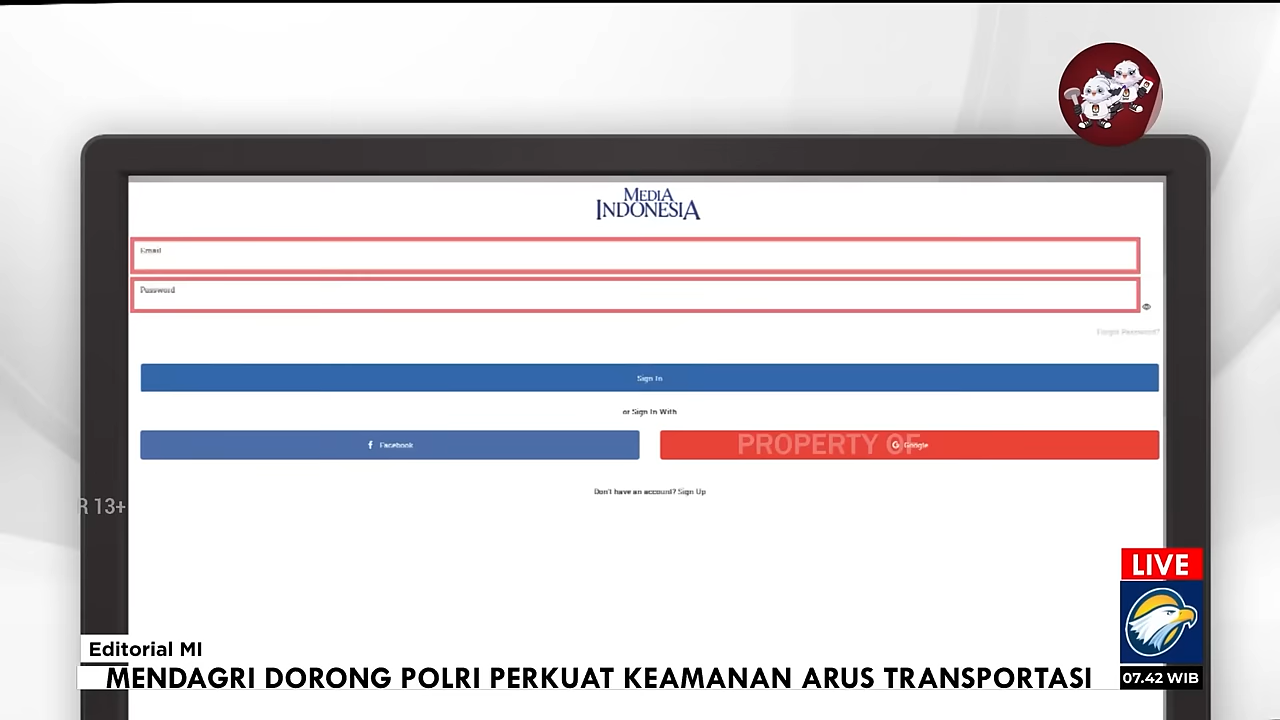 MEDIA
INDONESIA
Email
Password
Forgot Password?
Sign In
or Sign In With
Facebook
PROPERTY OF
Google
Don't have an account? Sign Up
R 13+
LIVE
Editorial MI
MENDAGRI DORONG POLRI PERKUAT KEAMANAN ARUS TRANSPORTASI
07.42 WIB